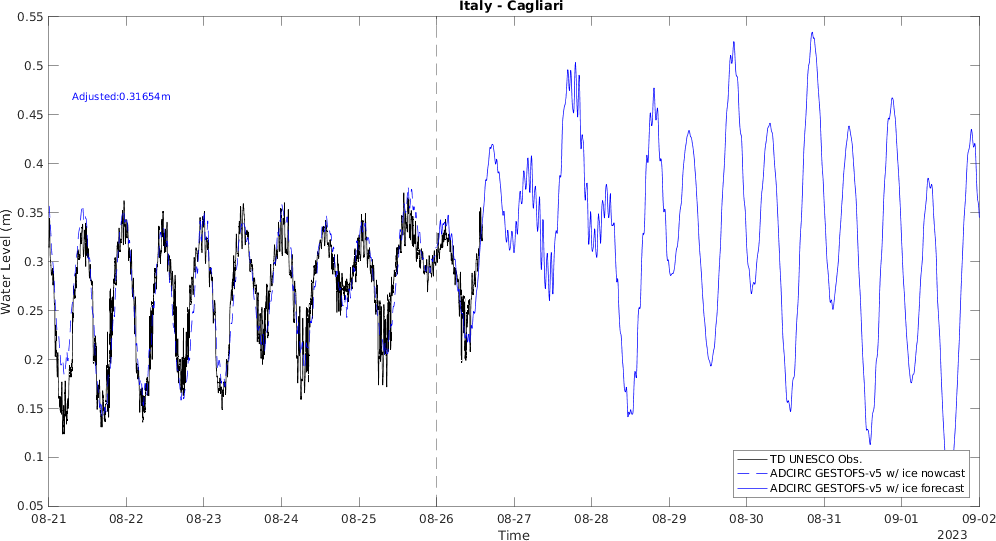 Italy - Cagliari
0.55
0.5
0.45
0.4
0.35
0.3
0.25
0.2
0.15
0.1
0.05
Water Level (m)
Adjusted:0.31654m
TD UNESCO Obs.
ADCIRC GESTOFS-v5 w/ ice nowcast
ADCIRC GESTOFS-v5 w/ ice forecast
08-21 08-22 08-23 08-24 08-25 08-26 08-27 08-28 08-29 08-30 08-31 09-01 09-02
Time
2023